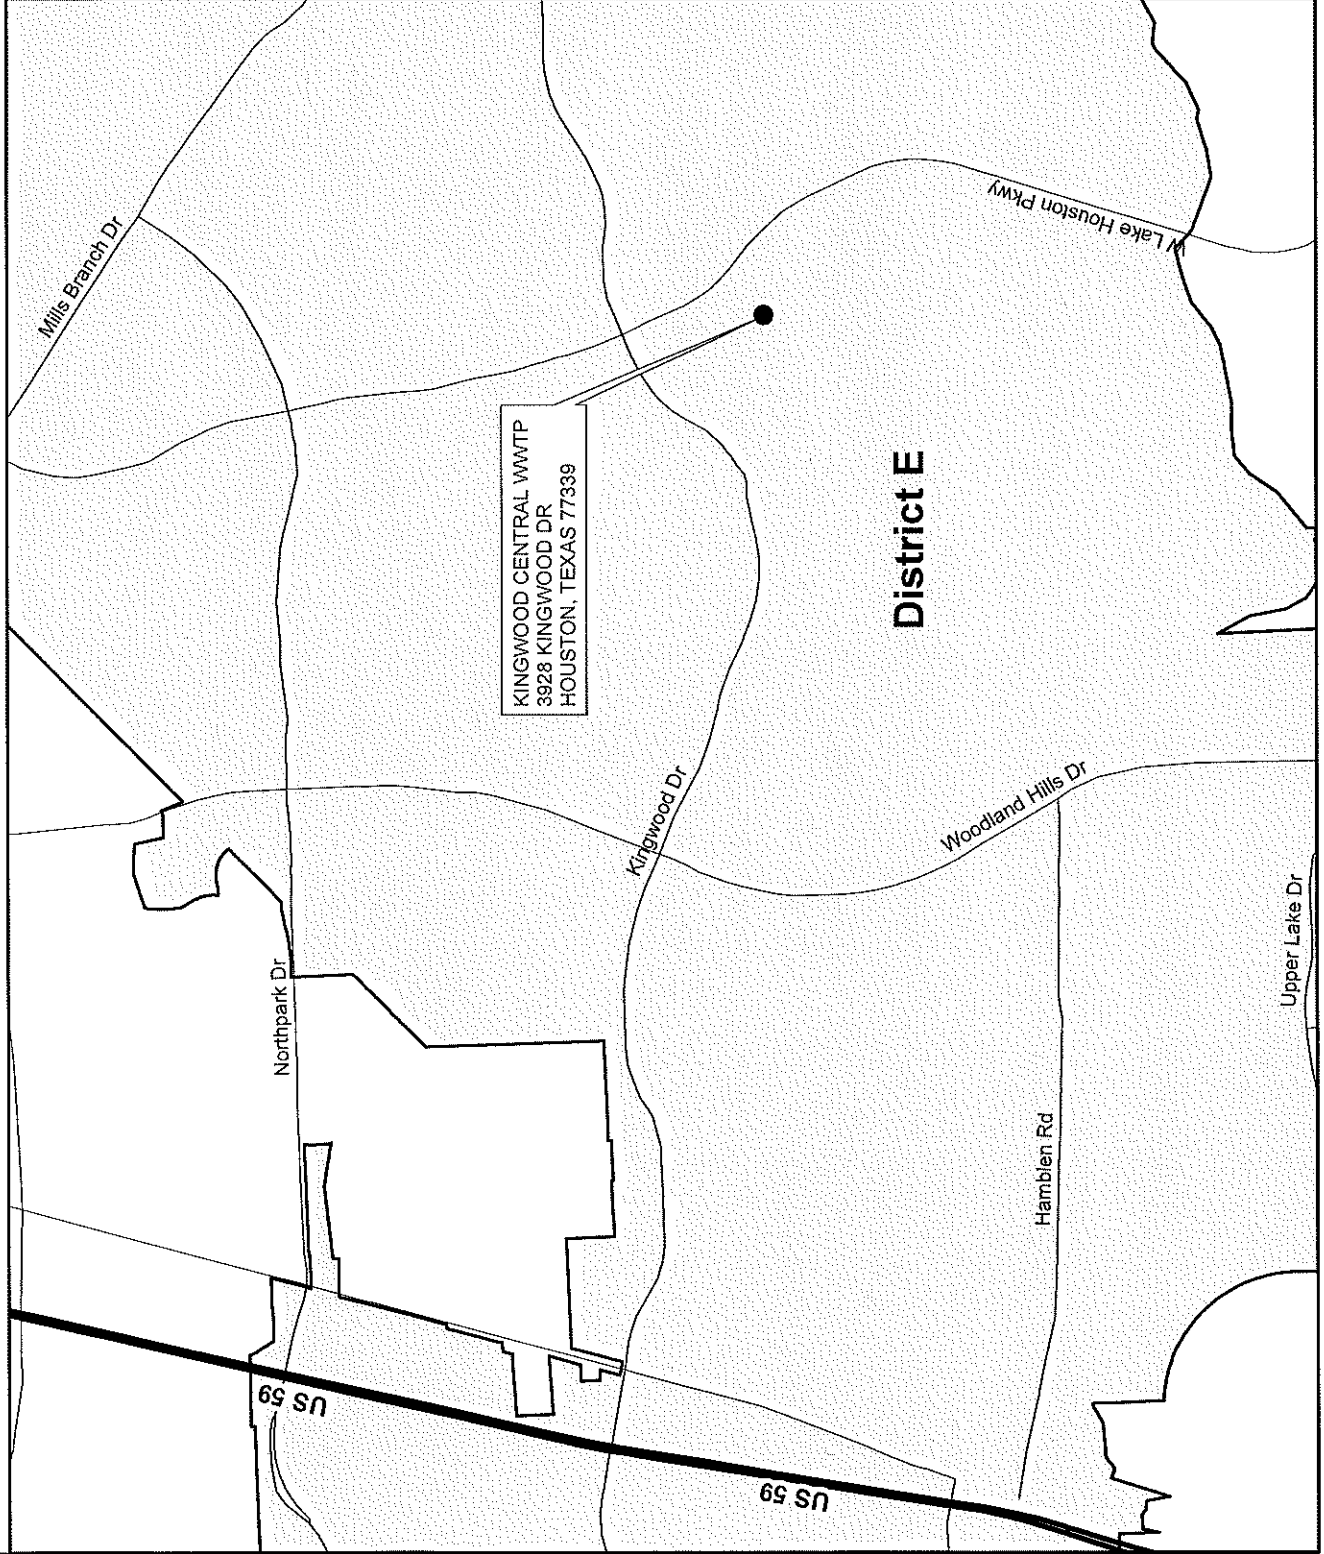 Mills Branch Dr
W Lake Houston Pkwy
KINGWOOD CENTRAL WWTP
3928 KINGWOOD DR
HOUSTON, TEXAS 77339
District E
Kingwood Dr
Woodland Hills Dr
Northpark Dr
Upper Lake Dr
Hamblen Rd
US 59
US 59